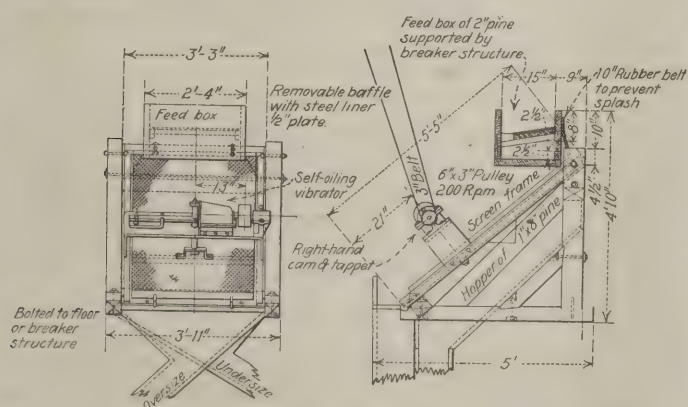 3'-3"
2'-4"
Feed box
Removable baffle
with steel liner
1/2" plate.
13"
Self-oiling
vibrator
Right-hand
cam & tappet
Bolted to floor
or breaker
structure
3'-11"
Oversize
Undersize
Feed box of 2" pine
supported by
breaker structure
15"
9"
10" Rubber belt
to prevent
splash
2 1/2"
2 1/2"
8"
10"
4 1/2"
4'10"
5'-5"
3" Belt
6"x 3" Pulley
200 Rpm
21"
Screen frame
Hopper of 1"x 8" pine
5'